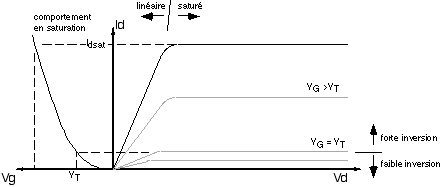 comportement
en saturation
Id
linéaire
saturé
Idsat
VG >VT
VG = VT
forte inversion
faible inversion
Vg
VT
Vd